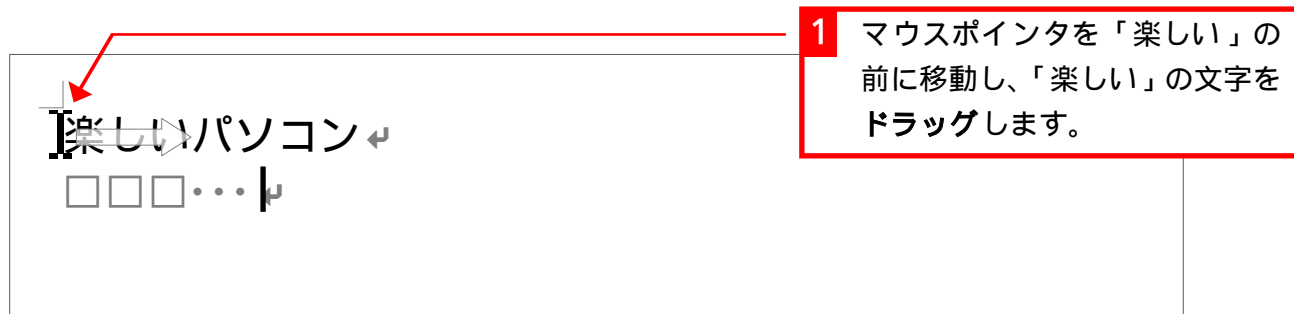 1 マウスポインタを「楽しい」の
前に移動し、「楽しい」の文字を
ドラッグします。
楽しいパソコン↵
□□□･･･↵